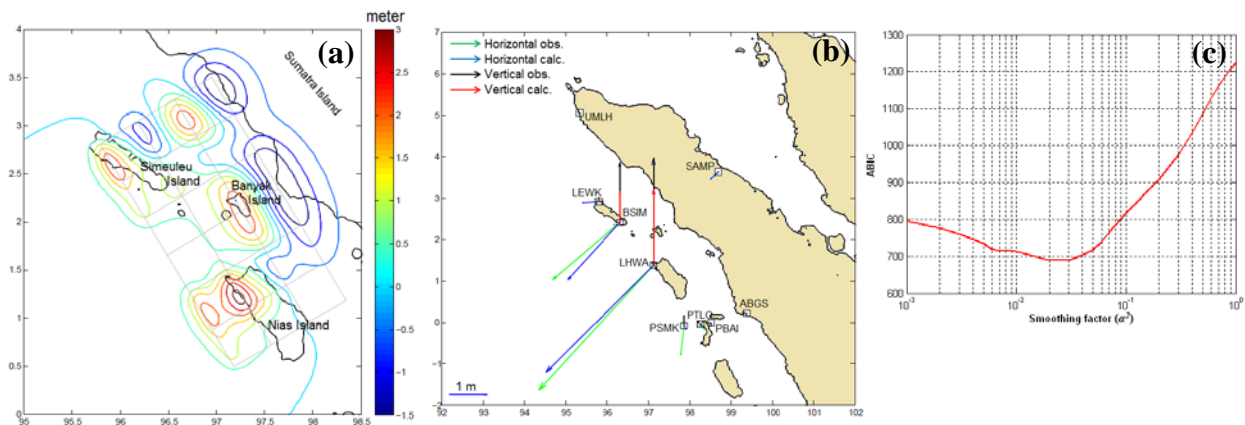 meter
(a)
4
3.5
3
2.5
2
1.5
1
0.5
0
95
95.5
96
96.5
97
97.5
98
98.5
Sumatra Island
Simeuleu
Island
Banyak
Island
Nias Island
3
2.5
2
1.5
1
0.5
0
−0.5
−1
−1.5
(b)
Horizontal obs.
Horizontal calc.
Vertical obs.
Vertical calc.
7
6
5
4
3
2
1
0
−1
−2
92
93
94
95
96
97
98
99
100
101
102
UMLH
SAMP
LEWK
BSIM
LHWA
ABGS
PTLO
PSMK
PBAI
1 m
(c)
1300
1200
1100
1000
900
800
700
600
ABIC
10⁻³
10⁻²
10⁻¹
10⁰
Smoothing factor (α²)